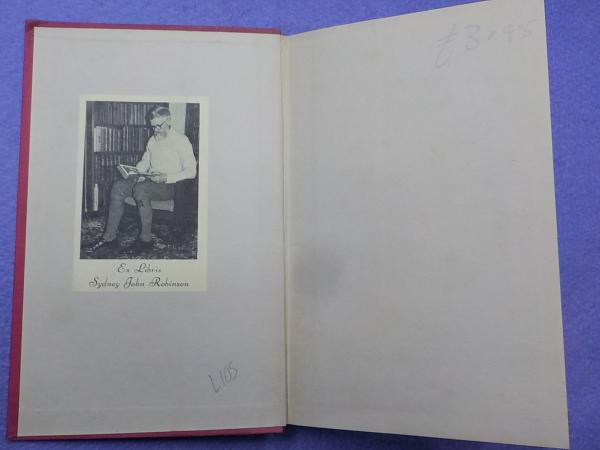 Ex Libris
Sydney John Robinson
L105
£3.95